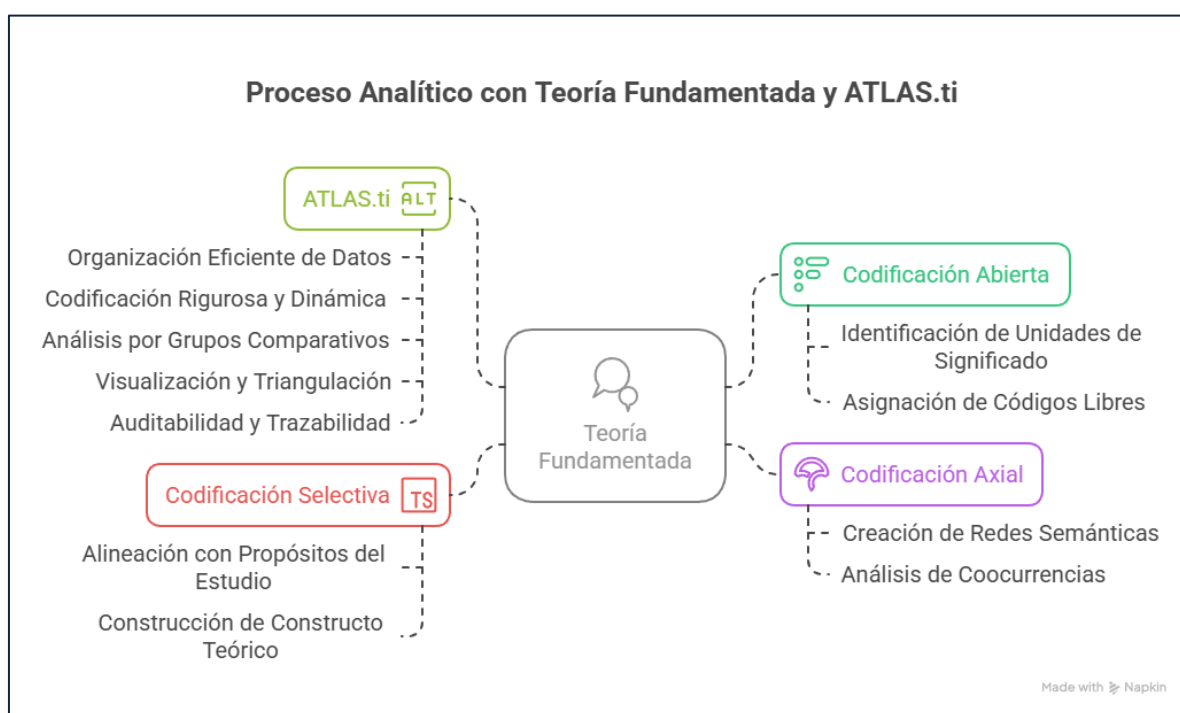 Proceso Analítico con Teoría Fundamentada y ATLAS.ti
ATLAS.ti
ALT
Organización Eficiente de Datos
Codificación Rigurosa y Dinámica
Análisis por Grupos Comparativos
Visualización y Triangulación
Auditabilidad y Trazabilidad
Codificación Selectiva
TS
Alineación con Propósitos del
Estudio
Construcción de Constructo
Teórico
Teoría
Fundamentada
Codificación Abierta
Identificación de Unidades de
Significado
Asignación de Códigos Libres
Codificación Axial
Creación de Redes Semánticas
Análisis de Coocurrencias
Made with Napkin